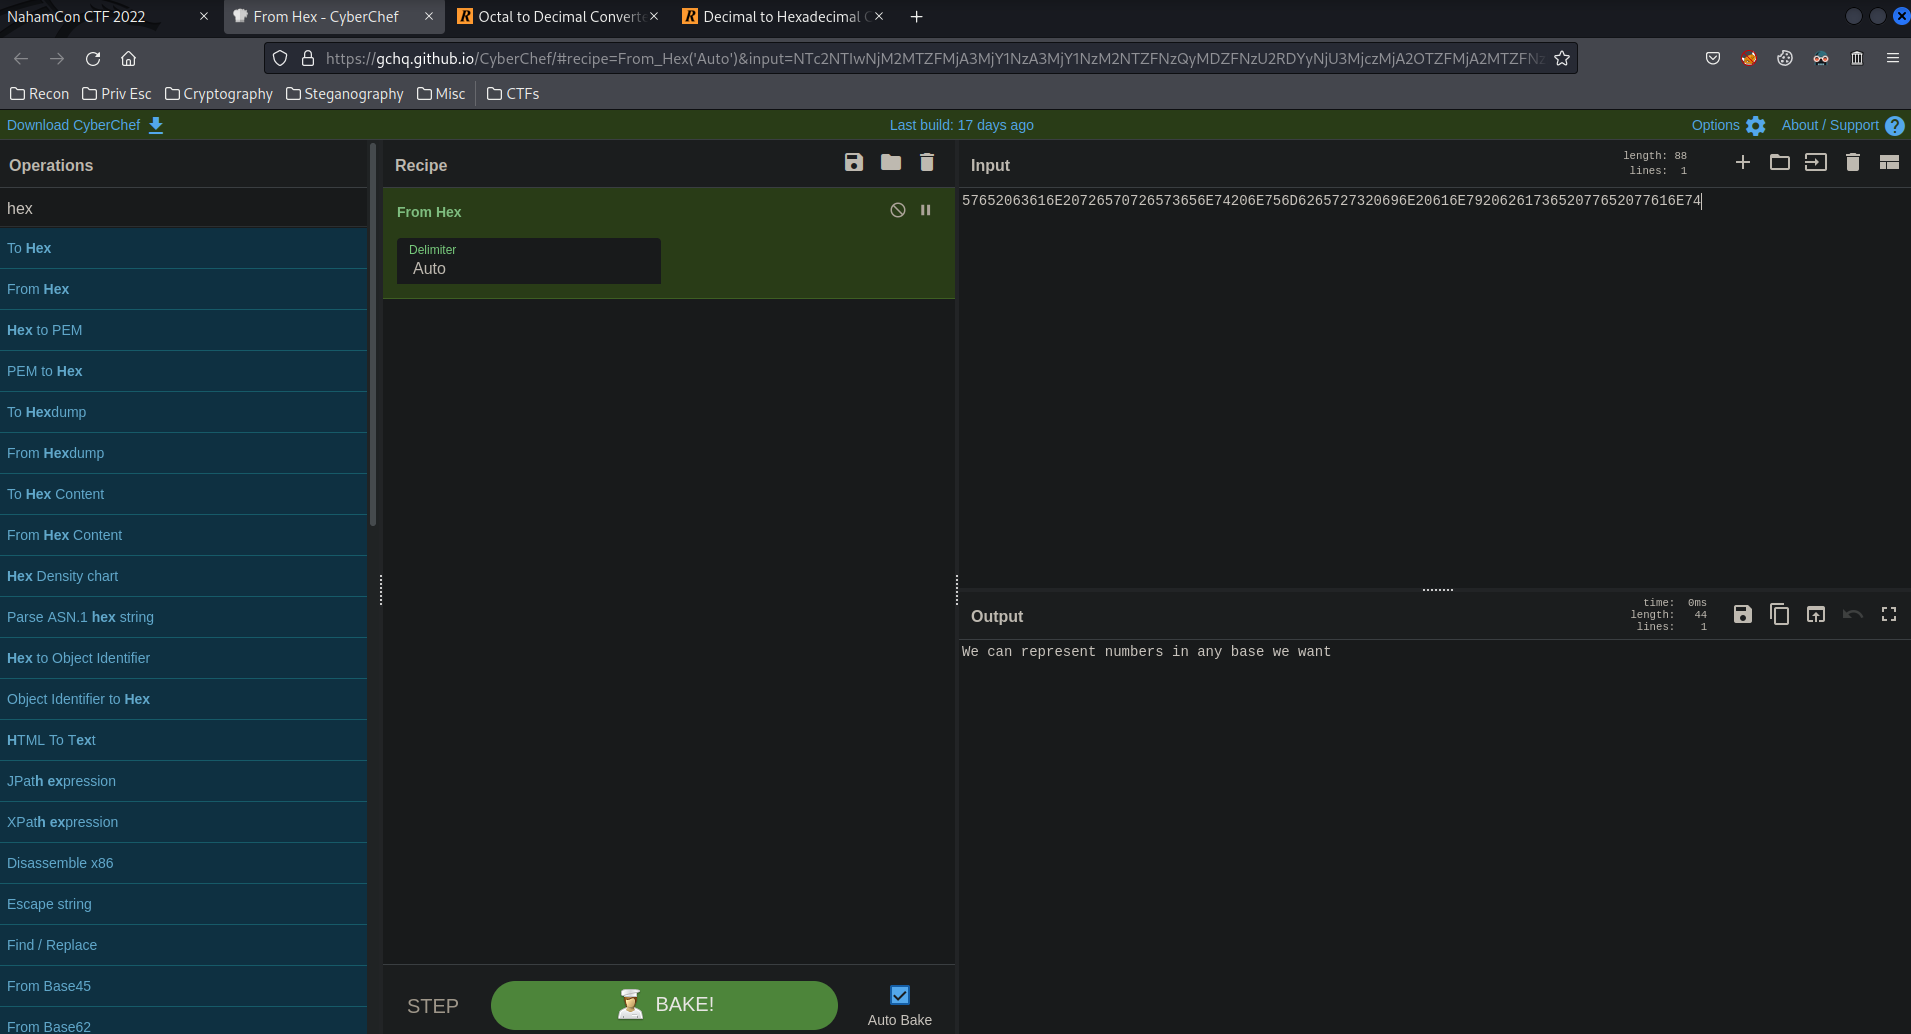 NahamCon CTF 2022
From Hex - CyberChef
Octal to Decimal Converte
Decimal to Hexadecimal C
https://gchq.github.io/CyberChef/#recipe=From_Hex('Auto')&input=NTc2NTIwNjM2MTZFMjA3MjY1NzA3MjY1NzM2NTZFNzQyMDZFNzU2RDYyNjU3MjczMjA2OTZFMjA2MTZFNz
Recon
Priv Esc
Cryptography
Steganography
Misc
CTFs
Download CyberChef
Last build: 17 days ago
Options
About / Support
Operations
hex
To Hex
From Hex
Hex to PEM
PEM to Hex
To Hexdump
From Hexdump
To Hex Content
From Hex Content
Hex Density chart
Parse ASN.1 hex string
Hex to Object Identifier
Object Identifier to Hex
HTML To Text
JPath expression
XPath expression
Disassemble x86
Escape string
Find / Replace
From Base45
From Base62
Recipe
From Hex
Delimiter
Auto
STEP
BAKE!
Auto Bake
Input
length: 88
lines: 1
57652063616E20726570726573656E74206E756D6265727320696E20616E7920626173652077652077616E74
Output
time: 0ms
length: 44
lines: 1
We can represent numbers in any base we want